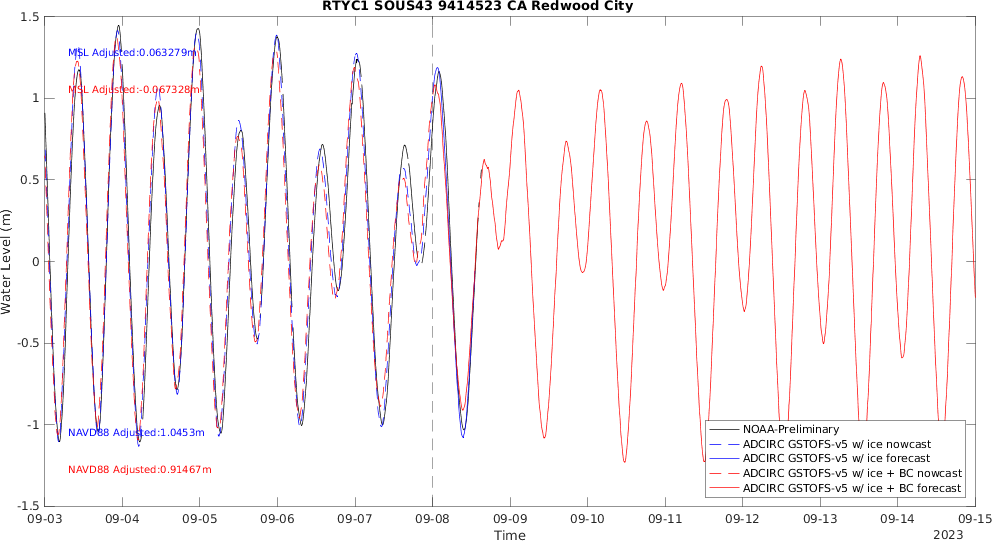 RTYC1 SOUS43 9414523 CA Redwood City
1.5
1
0.5
0
-0.5
-1
-1.5
Water Level (m)
MSL Adjusted:0.063279m
MSL Adjusted:-0.067328m
NAVD88 Adjusted:1.0453m
NAVD88 Adjusted:0.91467m
NOAA-Preliminary
ADCIRC GSTOFS-v5 w/ ice nowcast
ADCIRC GSTOFS-v5 w/ ice forecast
ADCIRC GSTOFS-v5 w/ ice + BC nowcast
ADCIRC GSTOFS-v5 w/ ice + BC forecast
09-03 09-04 09-05 09-06 09-07 09-08 09-09 09-10 09-11 09-12 09-13 09-14 09-15
Time
2023